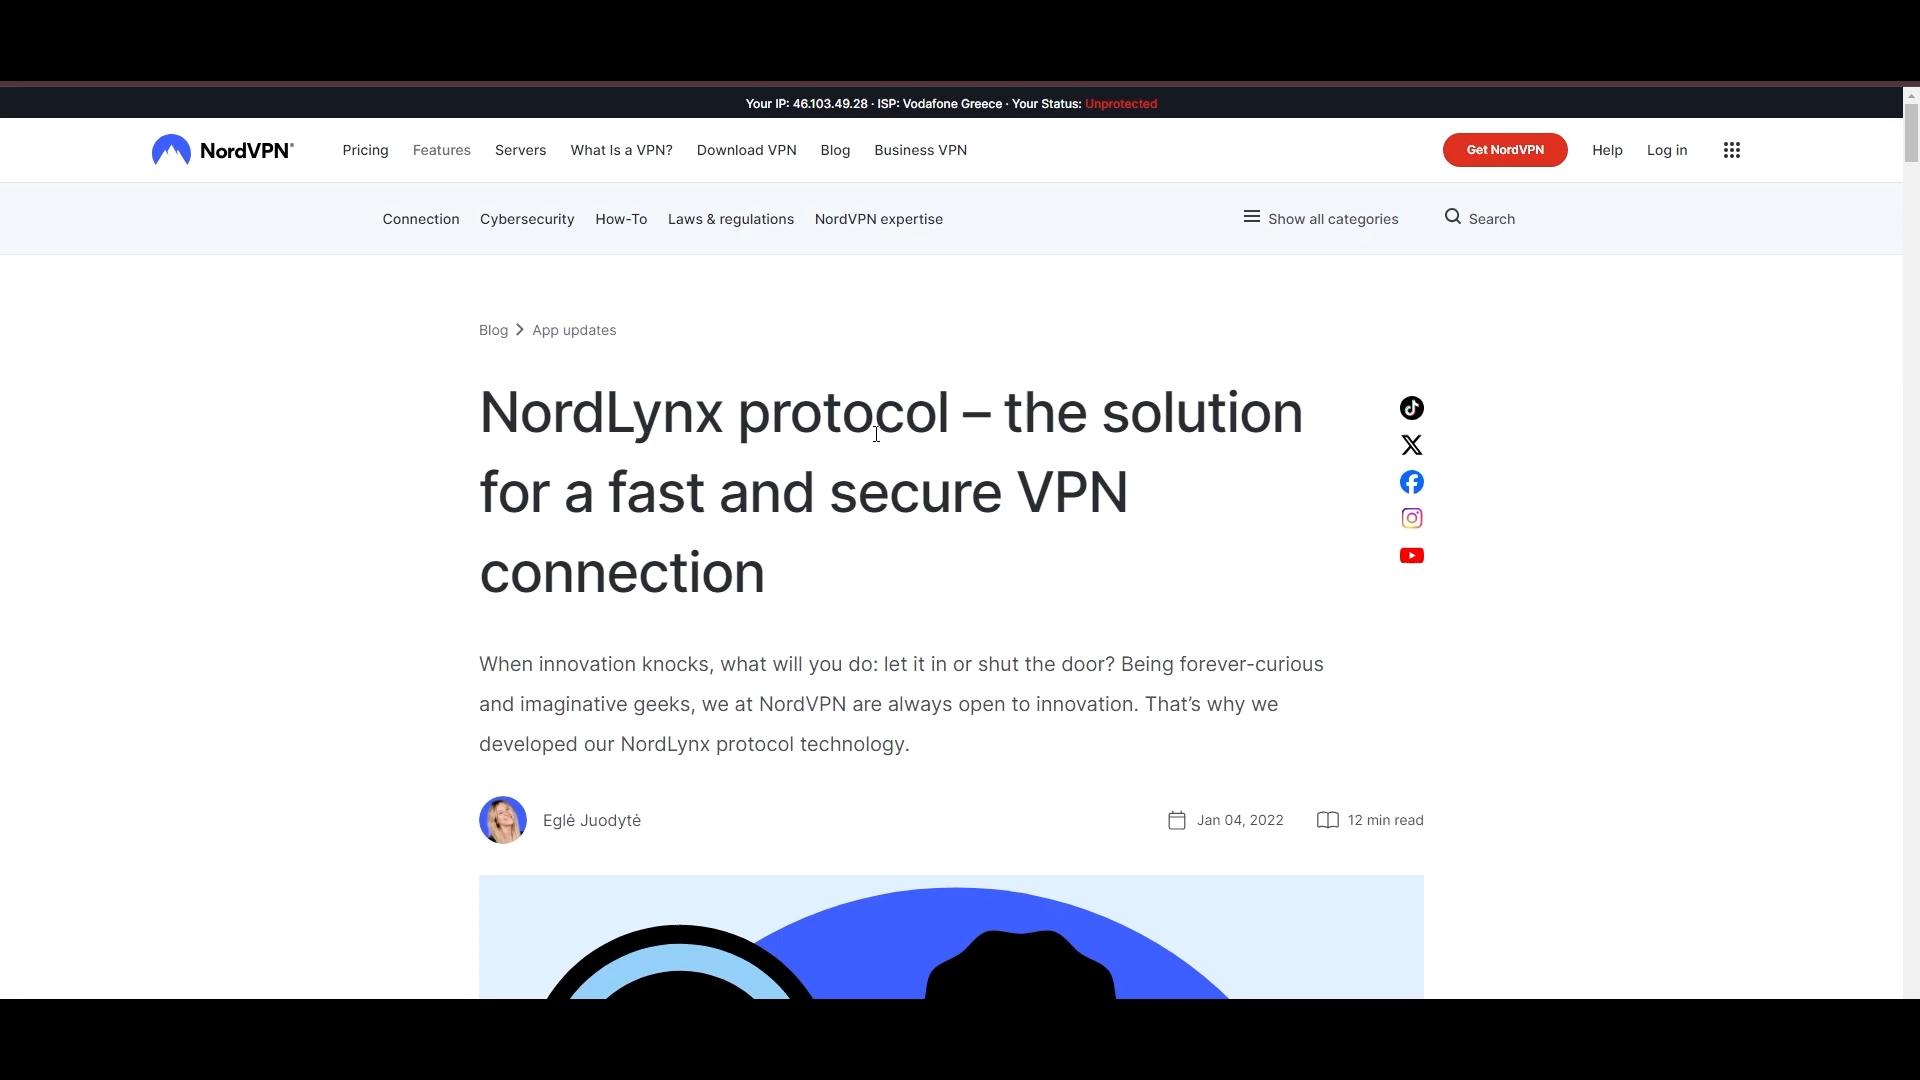 Your IP: 46.103.49.28 · ISP: Vodafone Greece · Your Status: Unprotected
NordVPN®
Pricing
Features
Servers
What Is a VPN?
Download VPN
Blog
Business VPN
Get NordVPN
Help
Log in
Connection
Cybersecurity
How-To
Laws & regulations
NordVPN expertise
Show all categories
Search
Blog
App updates
NordLynx protocol – the solution
for a fast and secure VPN
connection
When innovation knocks, what will you do: let it in or shut the door? Being forever-curious
and imaginative geeks, we at NordVPN are always open to innovation. That’s why we
developed our NordLynx protocol technology.
Eglė Juodytė
Jan 04, 2022
12 min read